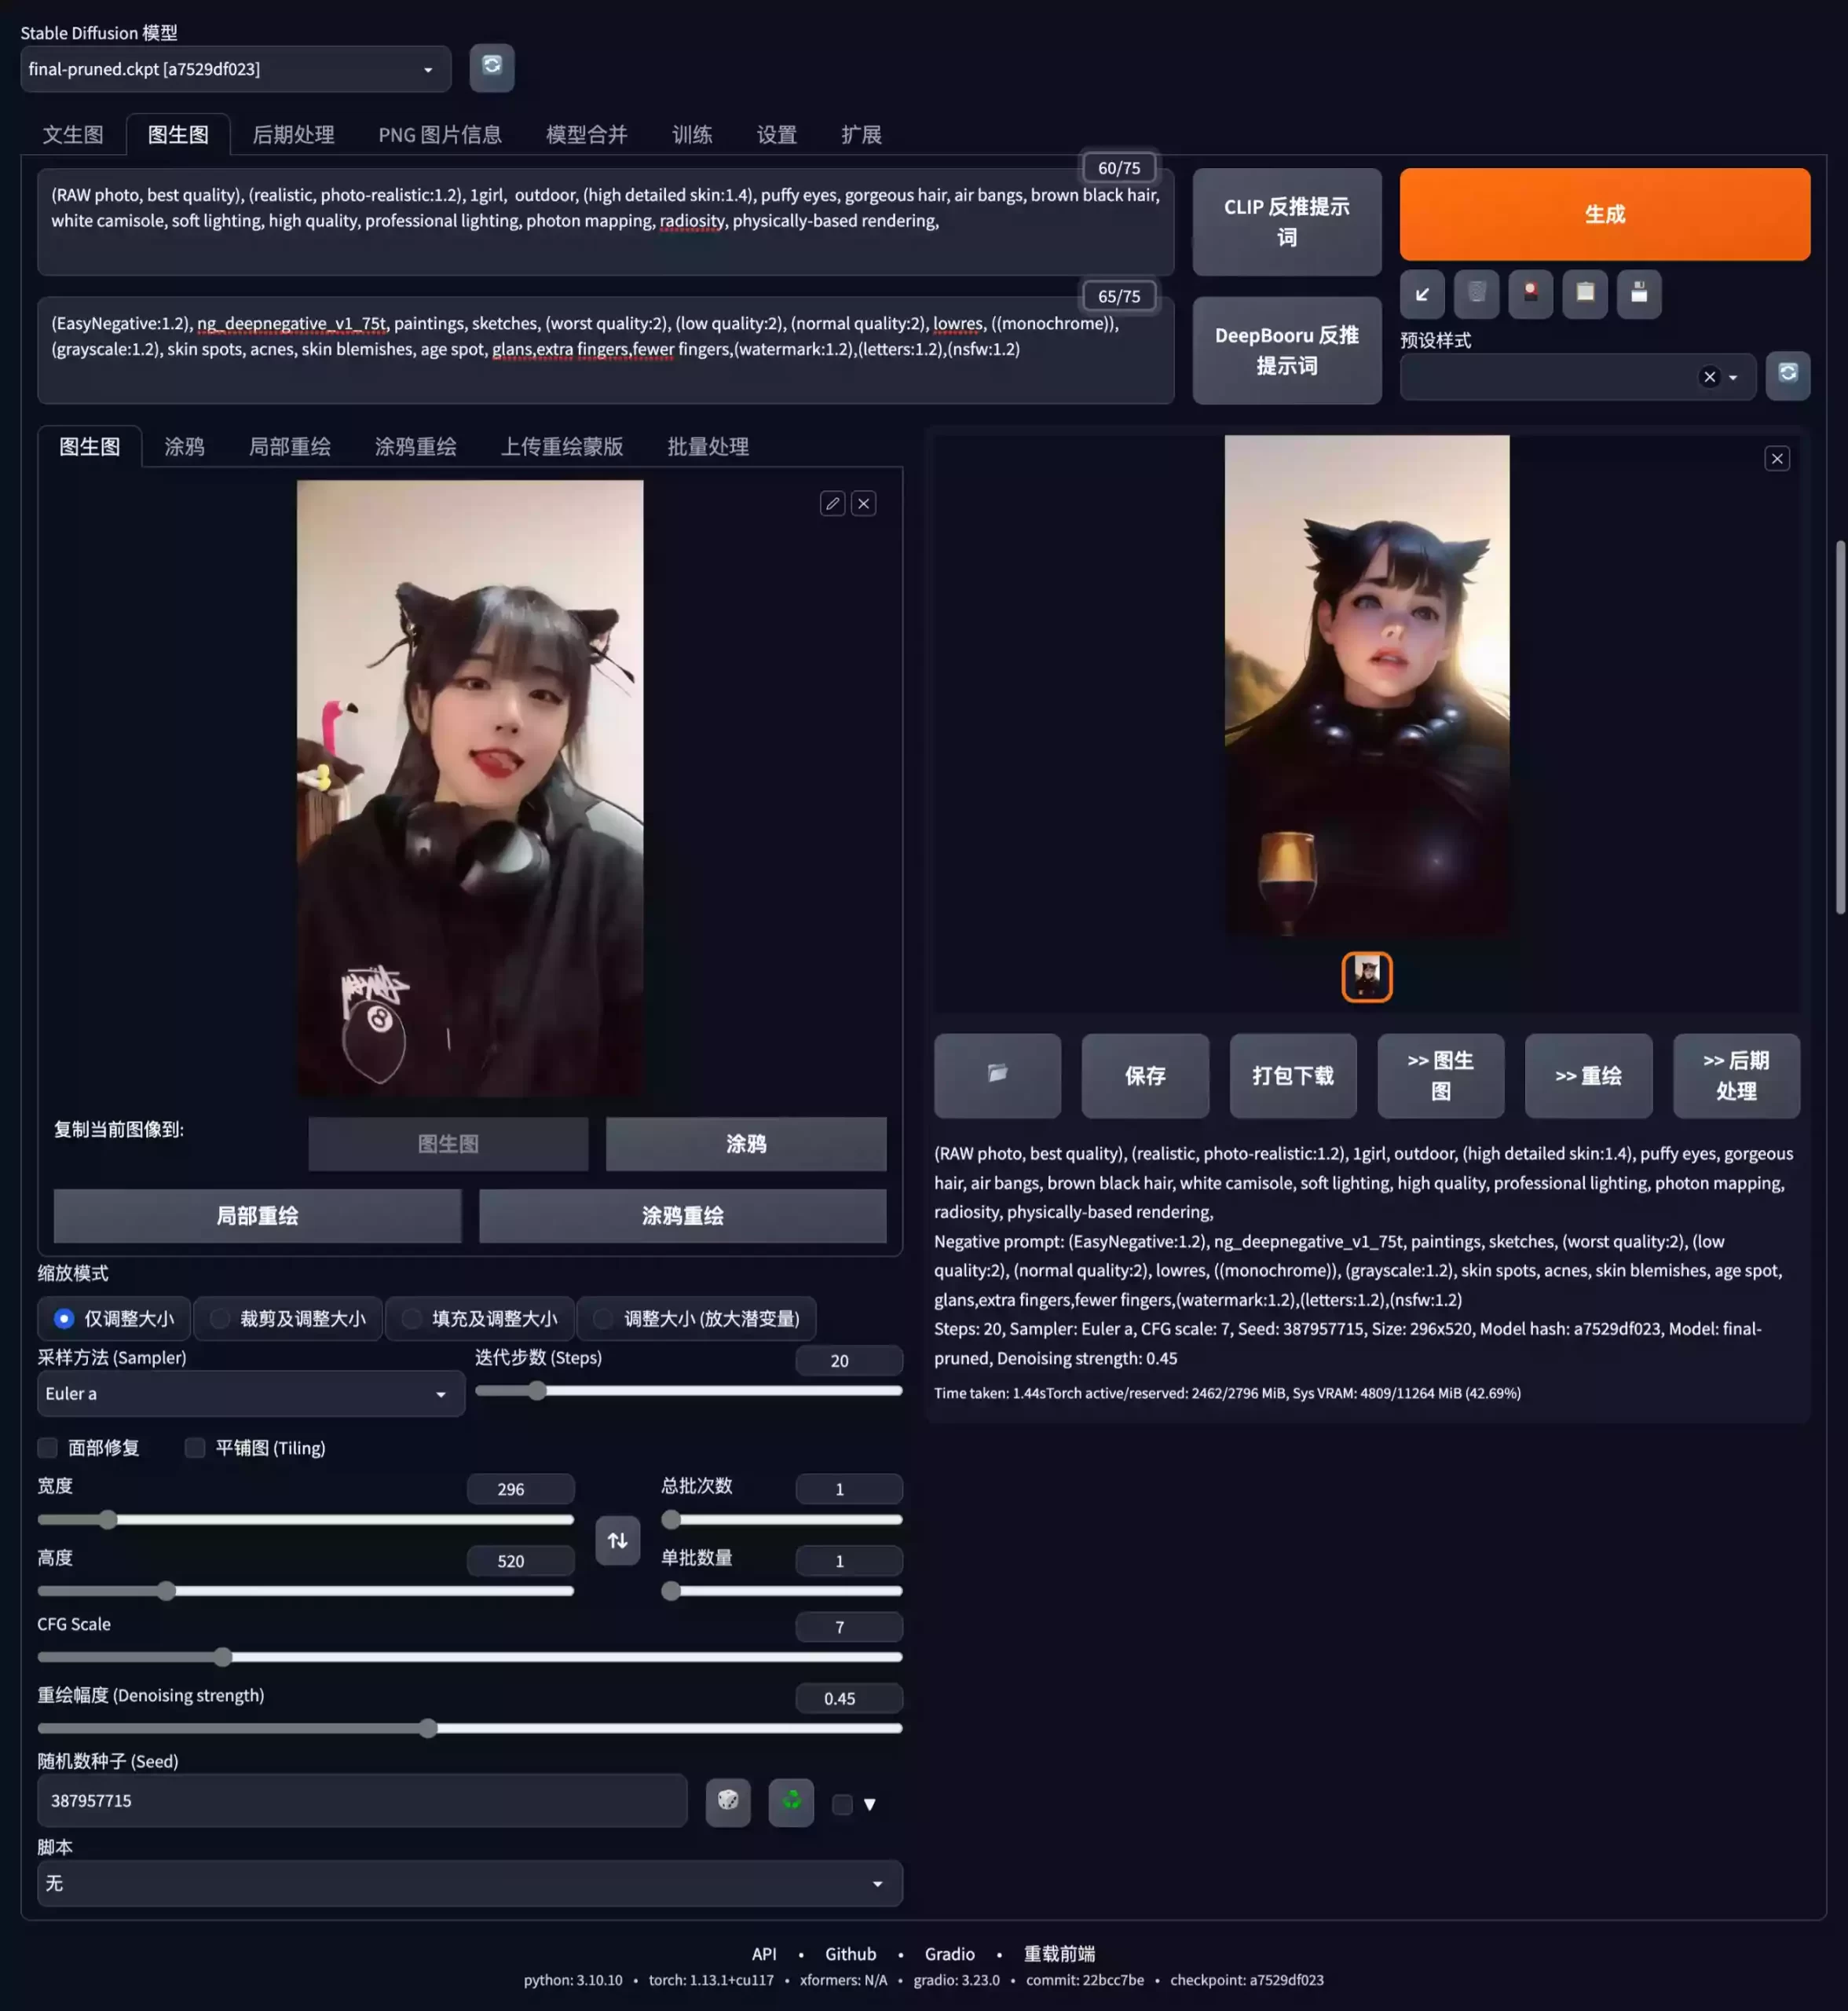 Stable Diffusion 模型
final-pruned.ckpt [a7529df023]
文生图 图生图 后期处理 PNG 图片信息 模型合并 训练 设置 扩展
60/75
(RAW photo, best quality), (realistic, photo-realistic:1.2), 1girl, outdoor, (high detailed skin:1.4), puffy eyes, gorgeous hair, air bangs, brown black hair,
white camisole, soft lighting, high quality, professional lighting, photon mapping, radiosity, physically-based rendering,
CLIP 反推提示
词
生成
65/75
(EasyNegative:1.2), ng_deepnegative_v1_75t, paintings, sketches, (worst quality:2), (low quality:2), (normal quality:2), lowres, ((monochrome)),
(grayscale:1.2), skin spots, acnes, skin blemishes, age spot, glans,extra fingers,fewer fingers,(watermark:1.2),(letters:1.2),(nsfw:1.2)
DeepBooru 反推
提示词
预设样式
图生图 涂鸦 局部重绘 涂鸦重绘 上传重绘蒙版 批量处理
8
复制当前图像到:
图生图 涂鸦
局部重绘 涂鸦重绘
缩放模式
仅调整大小 裁剪及调整大小 填充及调整大小 调整大小 (放大潜变量)
采样方法 (Sampler)
Euler a
迭代步数 (Steps)
20
面部修复 平铺图 (Tiling)
宽度
296
高度
520
总批次数
1
单批数量
1
CFG Scale
7
重绘幅度 (Denoising strength)
0.45
随机数种子 (Seed)
387957715
脚本
无
保存
打包下载
>> 图生
图
>> 重绘
>> 后期
处理
(RAW photo, best quality), (realistic, photo-realistic:1.2), 1girl, outdoor, (high detailed skin:1.4), puffy eyes, gorgeous
hair, air bangs, brown black hair, white camisole, soft lighting, high quality, professional lighting, photon mapping,
radiosity, physically-based rendering,
Negative prompt: (EasyNegative:1.2), ng_deepnegative_v1_75t, paintings, sketches, (worst quality:2), (low
quality:2), (normal quality:2), lowres, ((monochrome)), (grayscale:1.2), skin spots, acnes, skin blemishes, age spot,
glans,extra fingers,fewer fingers,(watermark:1.2),(letters:1.2),(nsfw:1.2)
Steps: 20, Sampler: Euler a, CFG scale: 7, Seed: 387957715, Size: 296x520, Model hash: a7529df023, Model: final-
pruned, Denoising strength: 0.45
Time taken: 1.44sTorch active/reserved: 2462/2796 MiB, Sys VRAM: 4809/11264 MiB (42.69%)
API • Github • Gradio • 重载前端
python: 3.10.10 • torch: 1.13.1+cu117 • xformers: N/A • gradio: 3.23.0 • commit: 22bcc7be • checkpoint: a7529df023